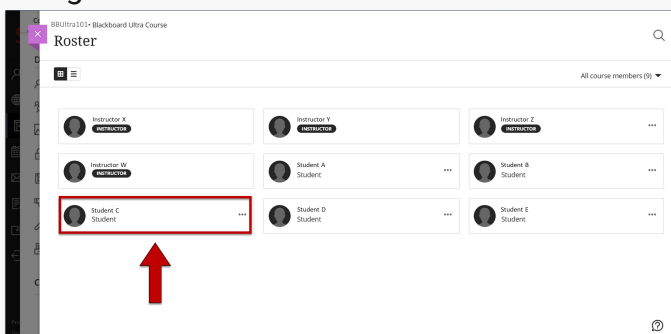 BBUltra101• Blackboard Ultra Course
Roster
All course members (9)
Instructor X
INSTRUCTOR
Instructor Y
INSTRUCTOR
Instructor Z
INSTRUCTOR
Instructor W
INSTRUCTOR
Student A
Student
Student B
Student
Student C
Student
Student D
Student
Student E
Student